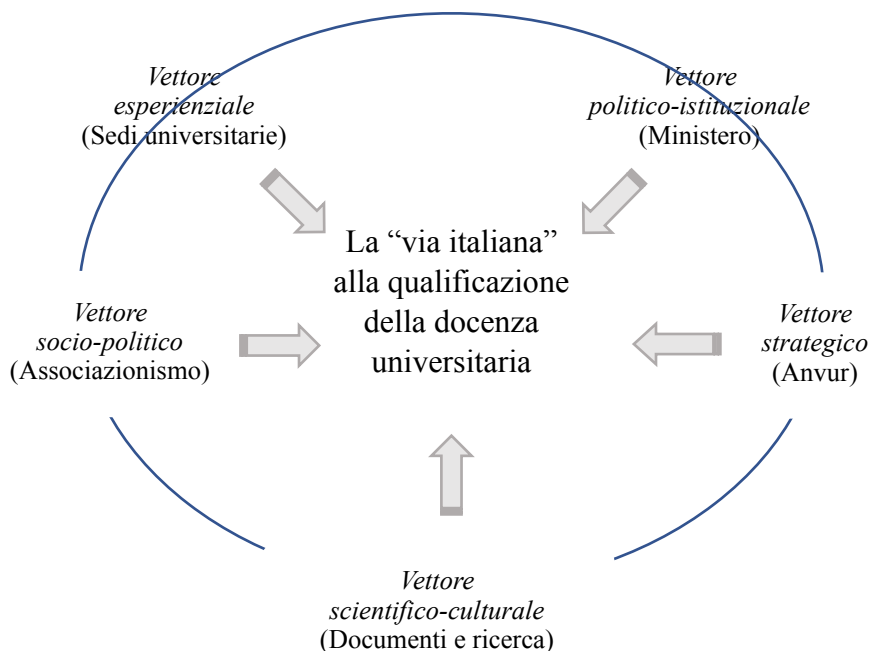 Vettore
esperienziale
(Sedi universitarie)
Vettore
politico-istituzionale
(Ministero)
La “via italiana”
alla qualificazione
della docenza
universitaria
Vettore
socio-politico
(Associazionismo)
Vettore
strategico
(Anvur)
Vettore
scientifico-culturale
(Documenti e ricerca)